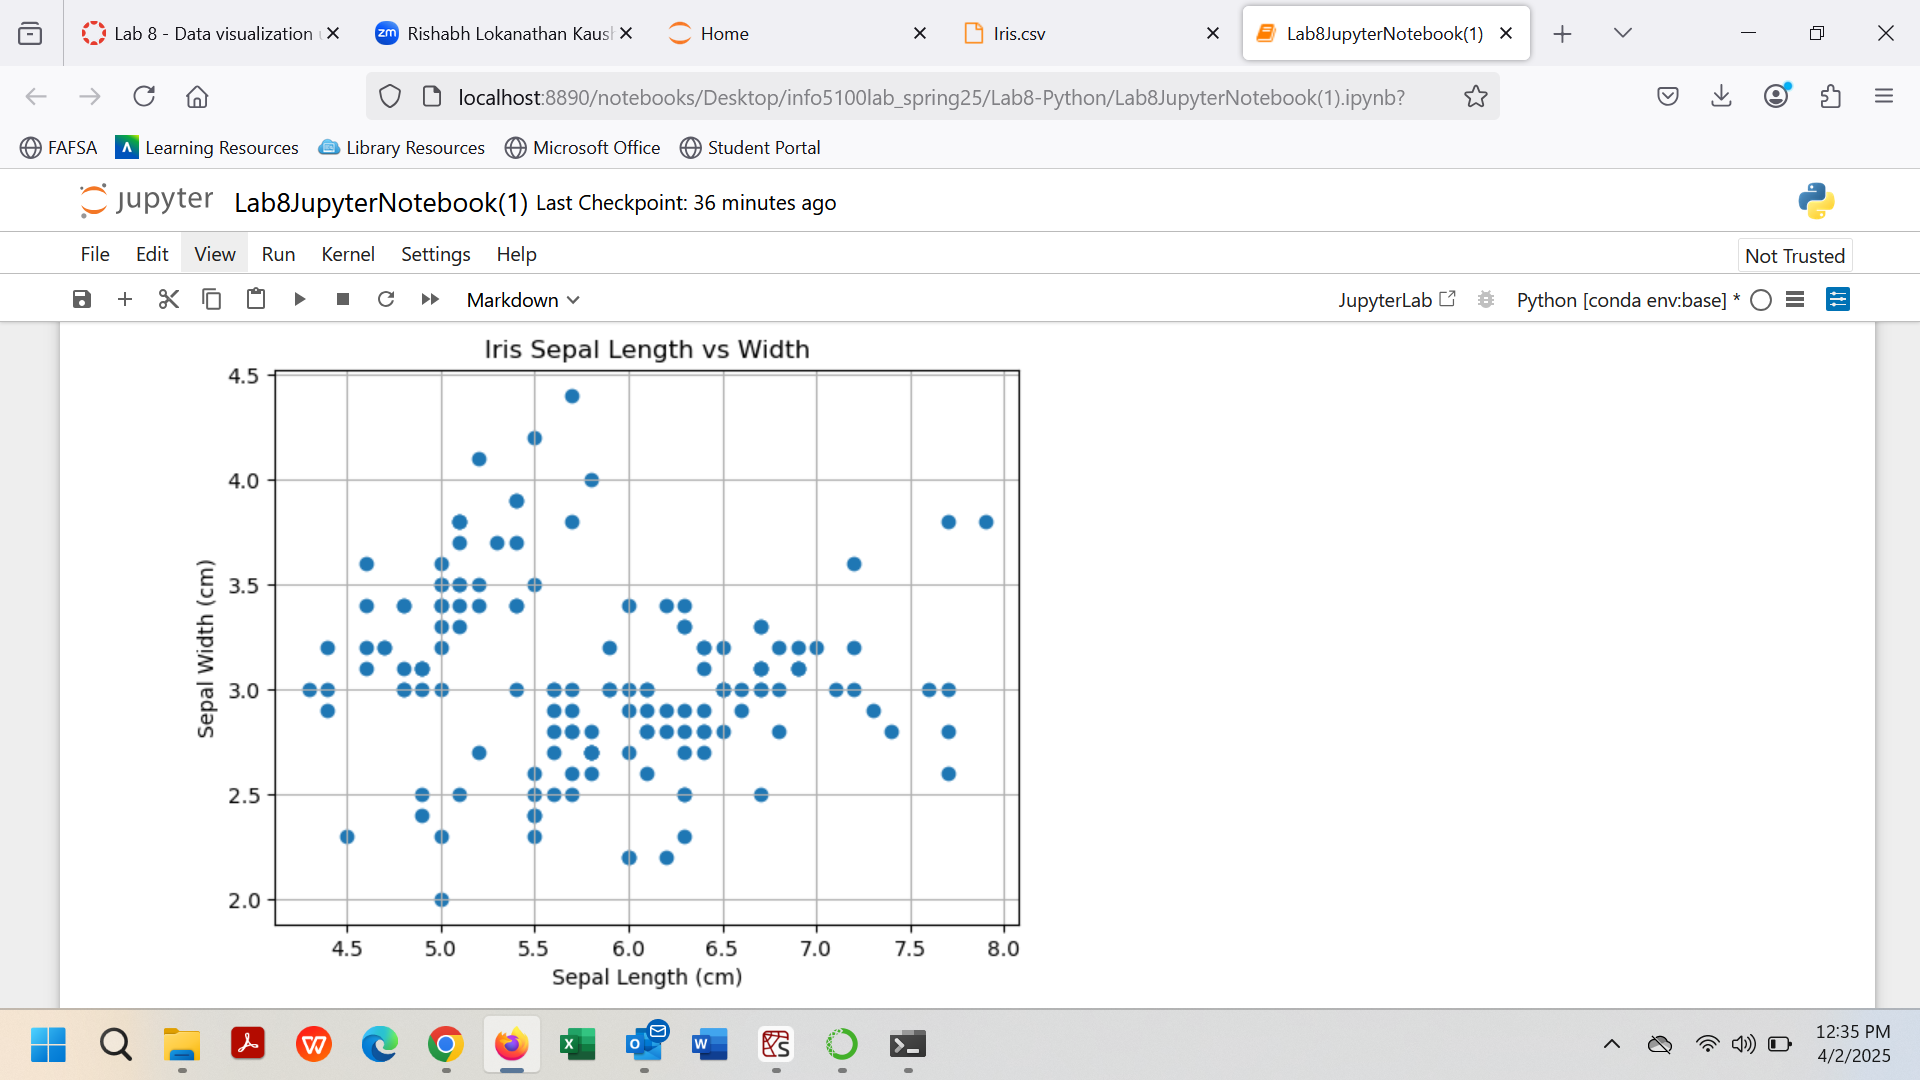 Lab 8 - Data visualization
Rishabh Lokanathan Kaus
Home
Iris.csv
Lab8JupyterNotebook(1)
localhost:8890/notebooks/Desktop/info5100lab_spring25/Lab8-Python/Lab8JupyterNotebook(1).ipynb?
FAFSA
Learning Resources
Library Resources
Microsoft Office
Student Portal
jupyter
Lab8JupyterNotebook(1) Last Checkpoint: 36 minutes ago
File Edit View Run Kernel Settings Help
Not Trusted
Markdown
JupyterLab
Python [conda env:base] *
Iris Sepal Length vs Width
4.5
4.0
3.5
3.0
2.5
2.0
Sepal Width (cm)
4.5 5.0 5.5 6.0 6.5 7.0 7.5 8.0
Sepal Length (cm)
12:35 PM
4/2/2025